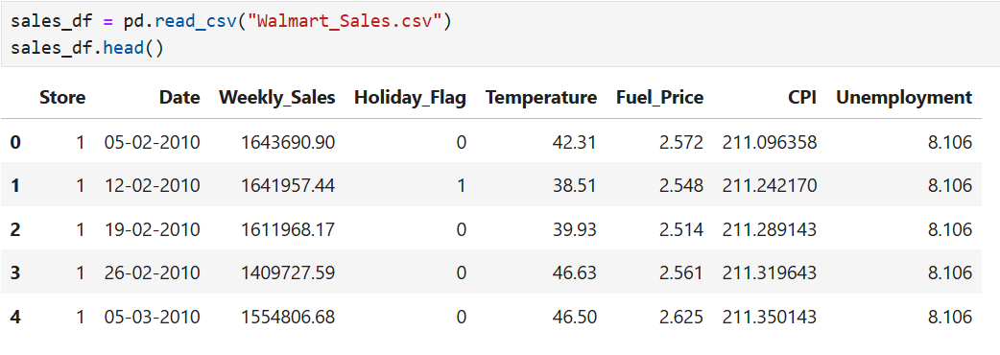 sales_df = pd.read_csv("Walmart_Sales.csv")
sales_df.head()
Store Date Weekly_Sales Holiday_Flag Temperature Fuel_Price CPI Unemployment
0 1 05-02-2010 1643690.90 0 42.31 2.572 211.096358 8.106
1 1 12-02-2010 1641957.44 1 38.51 2.548 211.242170 8.106
2 1 19-02-2010 1611968.17 0 39.93 2.514 211.289143 8.106
3 1 26-02-2010 1409727.59 0 46.63 2.561 211.319643 8.106
4 1 05-03-2010 1554806.68 0 46.50 2.625 211.350143 8.106